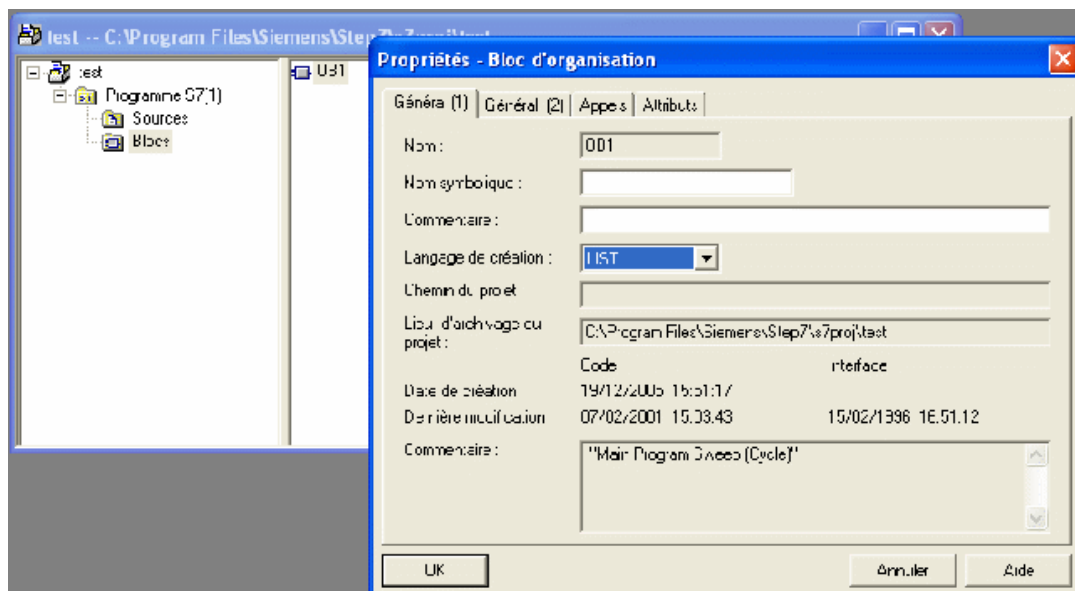 test -- C:\Program Files\Siemens\Step7\s7proj\test
test
Programme S7(1)
Sources
Blocs
OB1
Propriétés - Bloc d'organisation
Général (1) Général (2) Appels Attributs
Nom : OB1
Nom symbolique :
Commentaire :
Langage de création : LIST
Chemin du projet
Lieu d'archivage du projet : C:\Program Files\Siemens\Step7\s7proj\test
Code Interface
Date de création 19/12/2005 15:51:17
Dernière modification 07/02/2001 15:03:43 15/02/1996 16:51:12
Commentaire : "Main Program Sweep (Cycle)"
OK Annuler Aide